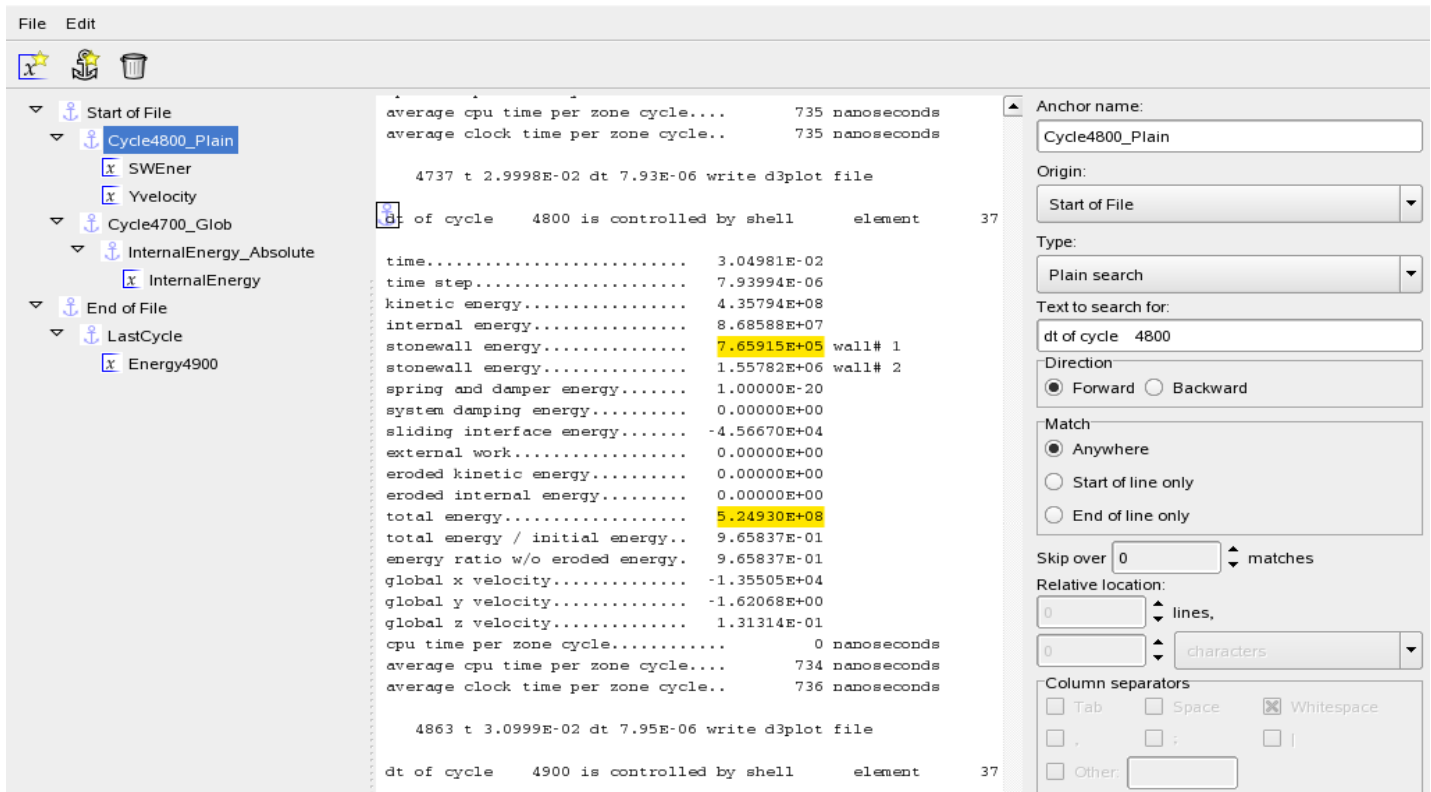 File Edit
Start of File
Cycle4800_Plain
SWEner
Yvelocity
Cycle4700_Glob
InternalEnergy_Absolute
InternalEnergy
End of File
LastCycle
Energy4900
average cpu time per zone cycle.... 735 nanoseconds
average clock time per zone cycle.. 735 nanoseconds
4737 t 2.9998E-02 dt 7.93E-06 write d3plot file
dt of cycle 4800 is controlled by shell element 37
time........................... 3.04981E-02
time step...................... 7.93994E-06
kinetic energy................. 4.35794E+08
internal energy................ 8.68588E+07
stonewall energy............... 7.65915E+05 wall# 1
stonewall energy............... 1.55782E+06 wall# 2
spring and damper energy....... 1.00000E-20
system damping energy.......... 0.00000E+00
sliding interface energy....... -4.56670E+04
external work.................. 0.00000E+00
eroded kinetic energy.......... 0.00000E+00
eroded internal energy......... 0.00000E+00
total energy................... 5.24930E+08
total energy / initial energy.. 9.65837E-01
energy ratio w/o eroded energy. 9.65837E-01
global x velocity.............. -1.35505E+04
global y velocity.............. -1.62068E+00
global z velocity.............. 1.31314E-01
cpu time per zone cycle............ 0 nanoseconds
average cpu time per zone cycle.... 734 nanoseconds
average clock time per zone cycle.. 736 nanoseconds
4863 t 3.0999E-02 dt 7.95E-06 write d3plot file
dt of cycle 4900 is controlled by shell element 37
Anchor name:
Cycle4800_Plain
Origin:
Start of File
Type:
Plain search
Text to search for:
dt of cycle 4800
Direction
Forward Backward
Match
Anywhere
Start of line only
End of line only
Skip over 0 matches
Relative location:
0 lines,
0 characters
Column separators
Tab Space Whitespace
, ; |
Other: